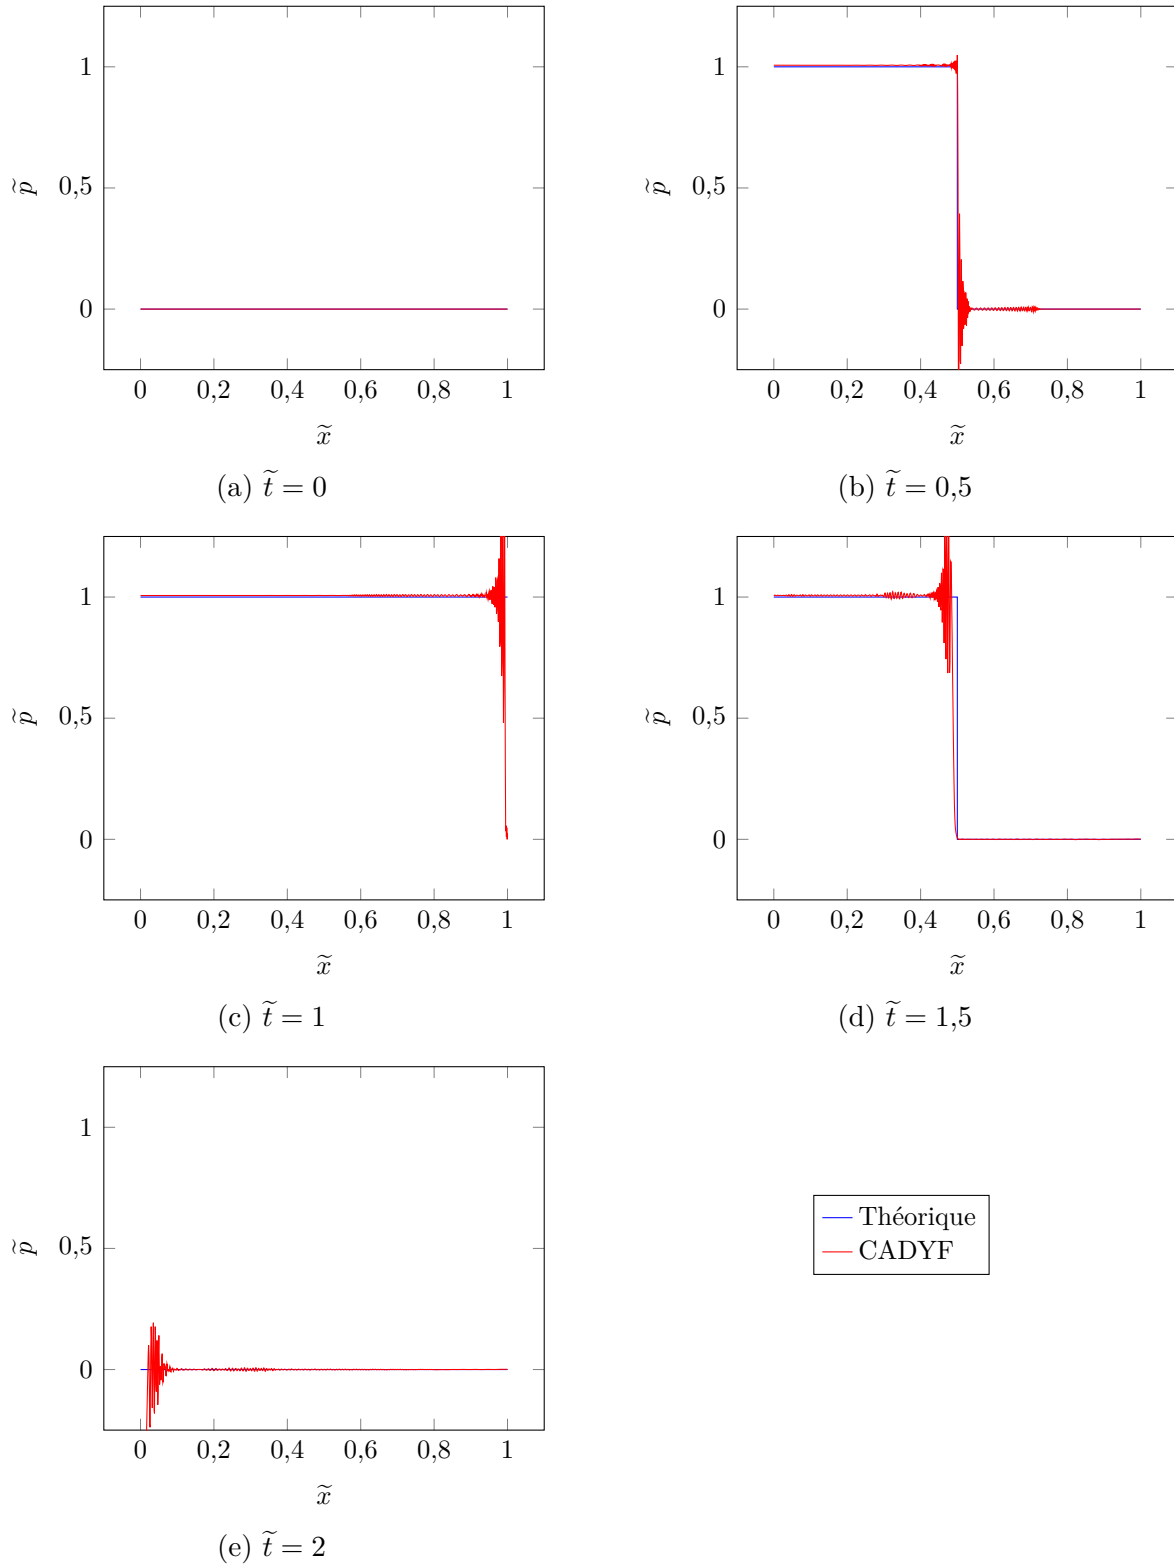 1
0,5
0
p̃
0 0,2 0,4 0,6 0,8 1
x̃
(a) t̃ = 0
1
0,5
0
p̃
0 0,2 0,4 0,6 0,8 1
x̃
(b) t̃ = 0,5
1
0,5
0
p̃
0 0,2 0,4 0,6 0,8 1
x̃
(c) t̃ = 1
1
0,5
0
p̃
0 0,2 0,4 0,6 0,8 1
x̃
(d) t̃ = 1,5
1
0,5
0
p̃
0 0,2 0,4 0,6 0,8 1
x̃
(e) t̃ = 2
Théorique
CADYF